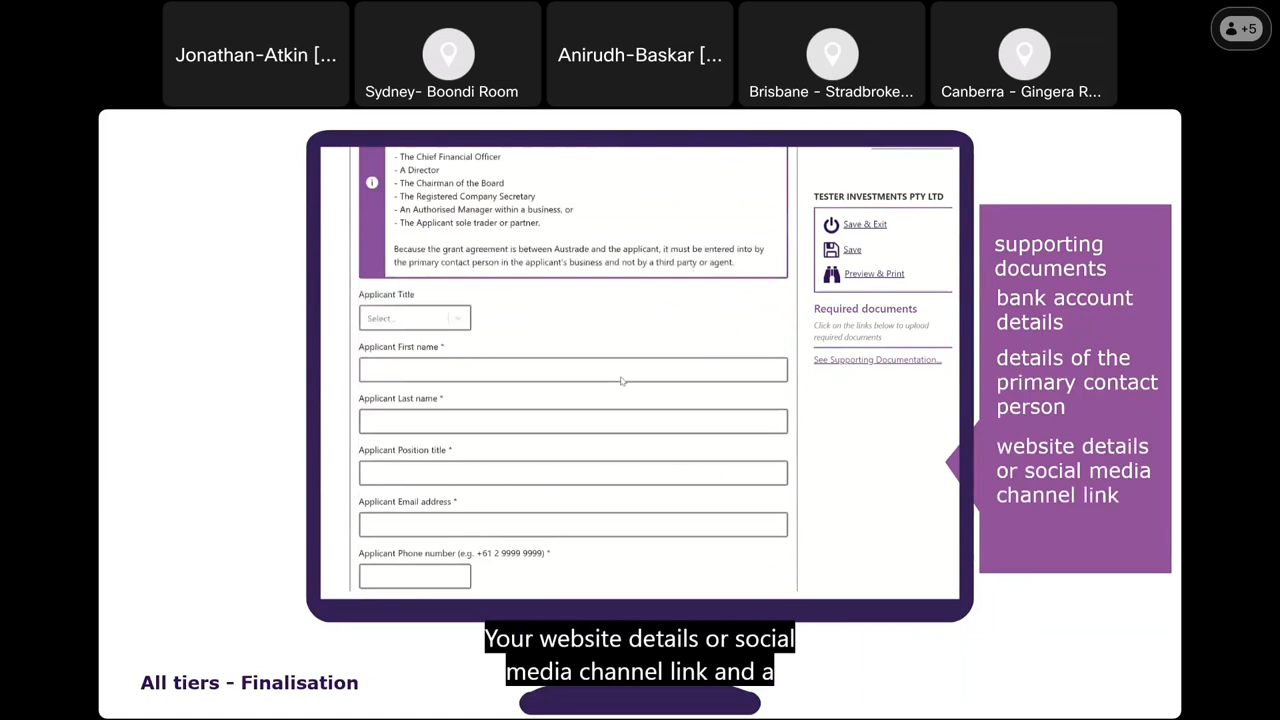 Jonathan-Atkin [...
Sydney- Boondi Room
Anirudh-Baskar [...
Brisbane - Stradbroke...
Canberra - Gingera R...
+5
- The Chief Financial Officer
- A Director
- The Chairman of the Board
- The Registered Company Secretary
- An Authorised Manager within a business, or
- The Applicant sole trader or partner.
Because the grant agreement is between Austrade and the applicant, it must be entered into by
the primary contact person in the applicant's business and not by a third party or agent.
Applicant Title
Select...
Applicant First name *
Applicant Last name *
Applicant Position title *
Applicant Email address *
Applicant Phone number (e.g. +61 2 9999 9999) *
TESTER INVESTMENTS PTY LTD
Save & Exit
Save
Preview & Print
Required documents
Click on the links below to upload
required documents
See Supporting Documentation...
supporting
documents
bank account
details
details of the
primary contact
person
website details
or social media
channel link
Your website details or social
media channel link and a
All tiers - Finalisation